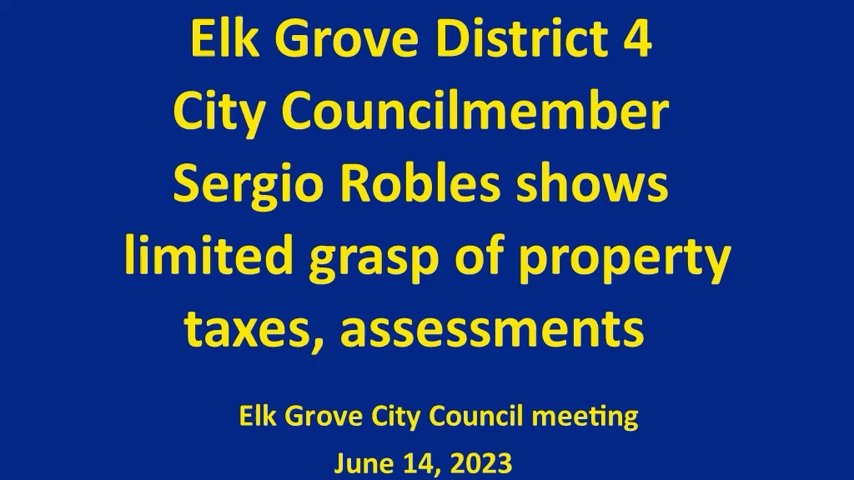 Elk Grove District 4
City Councilmember
Sergio Robles shows
limited grasp of property
taxes, assessments
Elk Grove City Council meeting
June 14, 2023